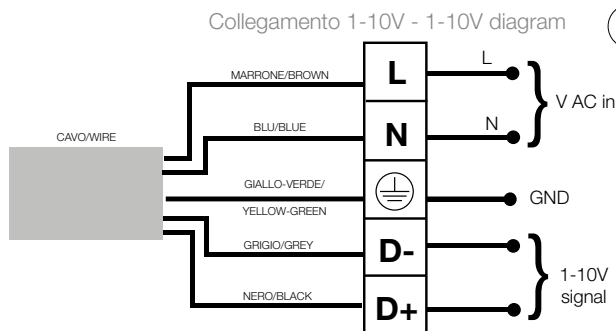 Collegamento 1-10V - 1-10V diagram
MARRONE/BROWN
L
L
V AC in
BLU/BLUE
N
N
CAVO/WIRE
GIALLO-VERDE/
YELLOW-GREEN
GND
GRIGIO/GREY
D-
1-10V
signal
NERO/BLACK
D+